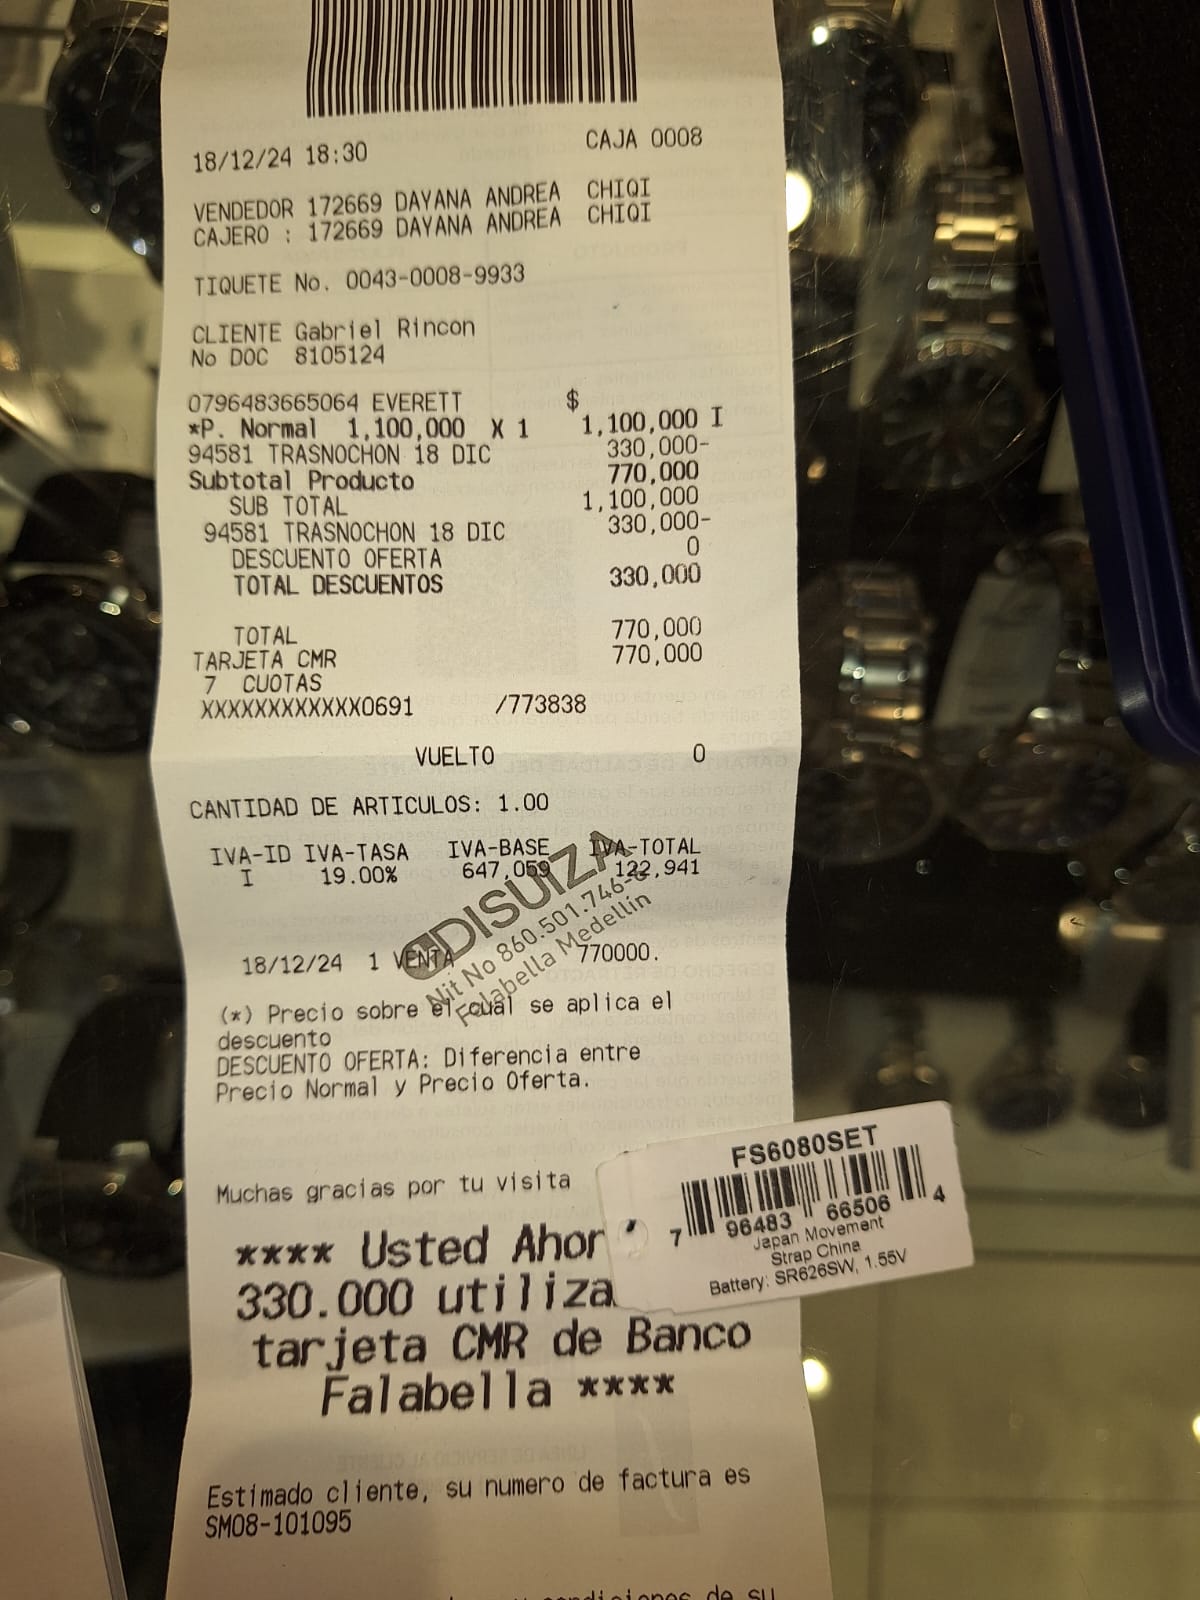 18/12/24 18:30 CAJA 0008
VENDEDOR 172669 DAYANA ANDREA CHIQI
CAJERO : 172669 DAYANA ANDREA CHIQI
TIQUETE No. 0043-0008-9933
CLIENTE Gabriel Rincon
No DOC 8105124
0796483665064 EVERETT $
*P. Normal 1,100,000 X 1 1,100,000 I
94581 TRASNOCHON 18 DIC 330,000-
Subtotal Producto 770,000
SUB TOTAL 1,100,000
94581 TRASNOCHON 18 DIC 330,000-
DESCUENTO OFERTA 0
TOTAL DESCUENTOS 330,000
TOTAL 770,000
TARJETA CMR 770,000
7 CUOTAS
XXXXXXXXXXXX0691 /773838
VUELTO 0
CANTIDAD DE ARTICULOS: 1.00
IVA-ID IVA-TASA IVA-BASE IVA-TOTAL
I 19.00% 647,059 122,941
DISUIZA
Nit No 860.501.746-
Falabella Medellin
18/12/24 1 VENTA 770000.
(*) Precio sobre el cual se aplica el
descuento
DESCUENTO OFERTA: Diferencia entre
Precio Normal y Precio Oferta.
Muchas gracias por tu visita
**** Usted Ahor
330.000 utiliza
tarjeta CMR de Banco
Falabella ****
FS6080SET
7 96483 66506 4
Japan Movement
Strap China
Battery: SR626SW, 1.55V
Estimado cliente, su numero de factura es
SM08-101095
condiciones de su